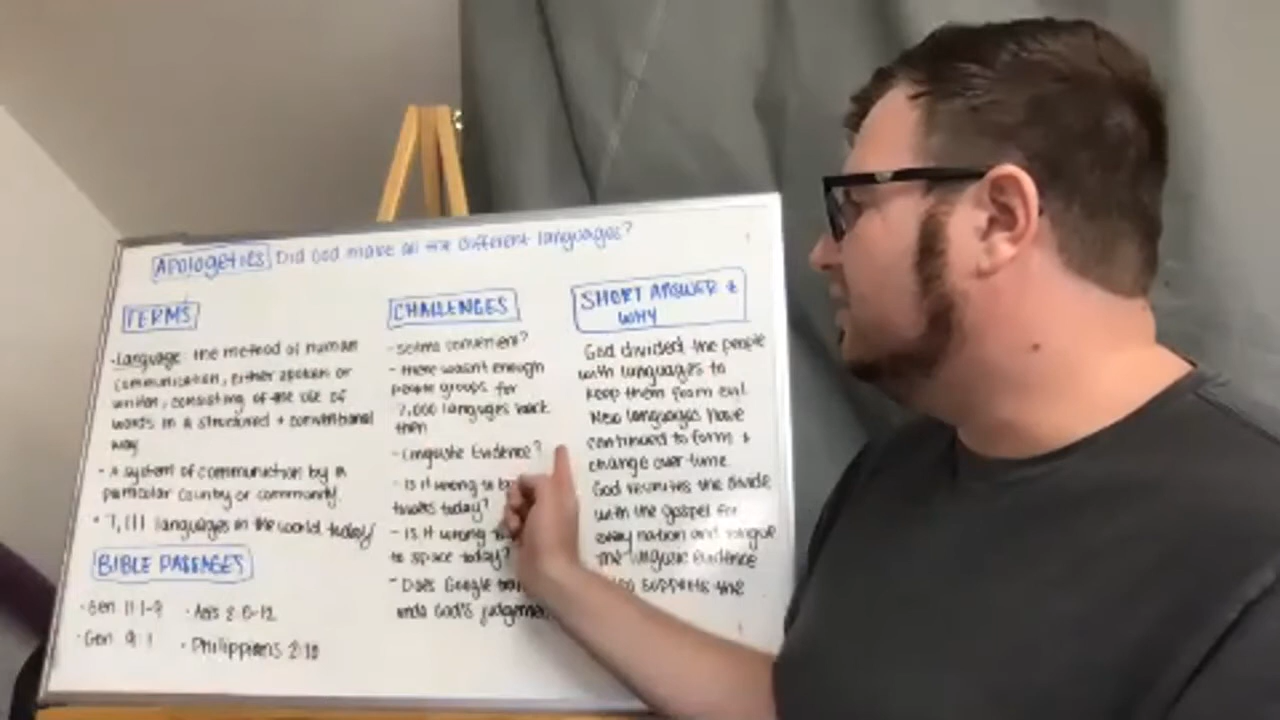 Apologetics Did God make all the different languages?
TERMS
- Language: the method of human
communication, either spoken or
written, consisting of the use of
words in a structured + conventional
way
• A system of communiction by a
particular country or community
• 7,111 languages in the world today
BIBLE PASSAGES
• Gen 11:1-9 • Acts 2:6-12
• Gen 9:1 • Philippians 2:10
CHALLENGES
- seems convenient?
- there wasn't enough
people groups for
7,000 langages back
then
- Linguistic Evidence?
- Is it wrong to
towers today?
- Is it wrong
to space today?
- Does Google
undo God's
SHORT ANSWER +
WHY
God divided the people
with languages to
keep them from evil.
New languages have
continued to form +
change over time.
God reunites the divide
with the gospel for
every nation and tongue
The linguistic evidence
supports the